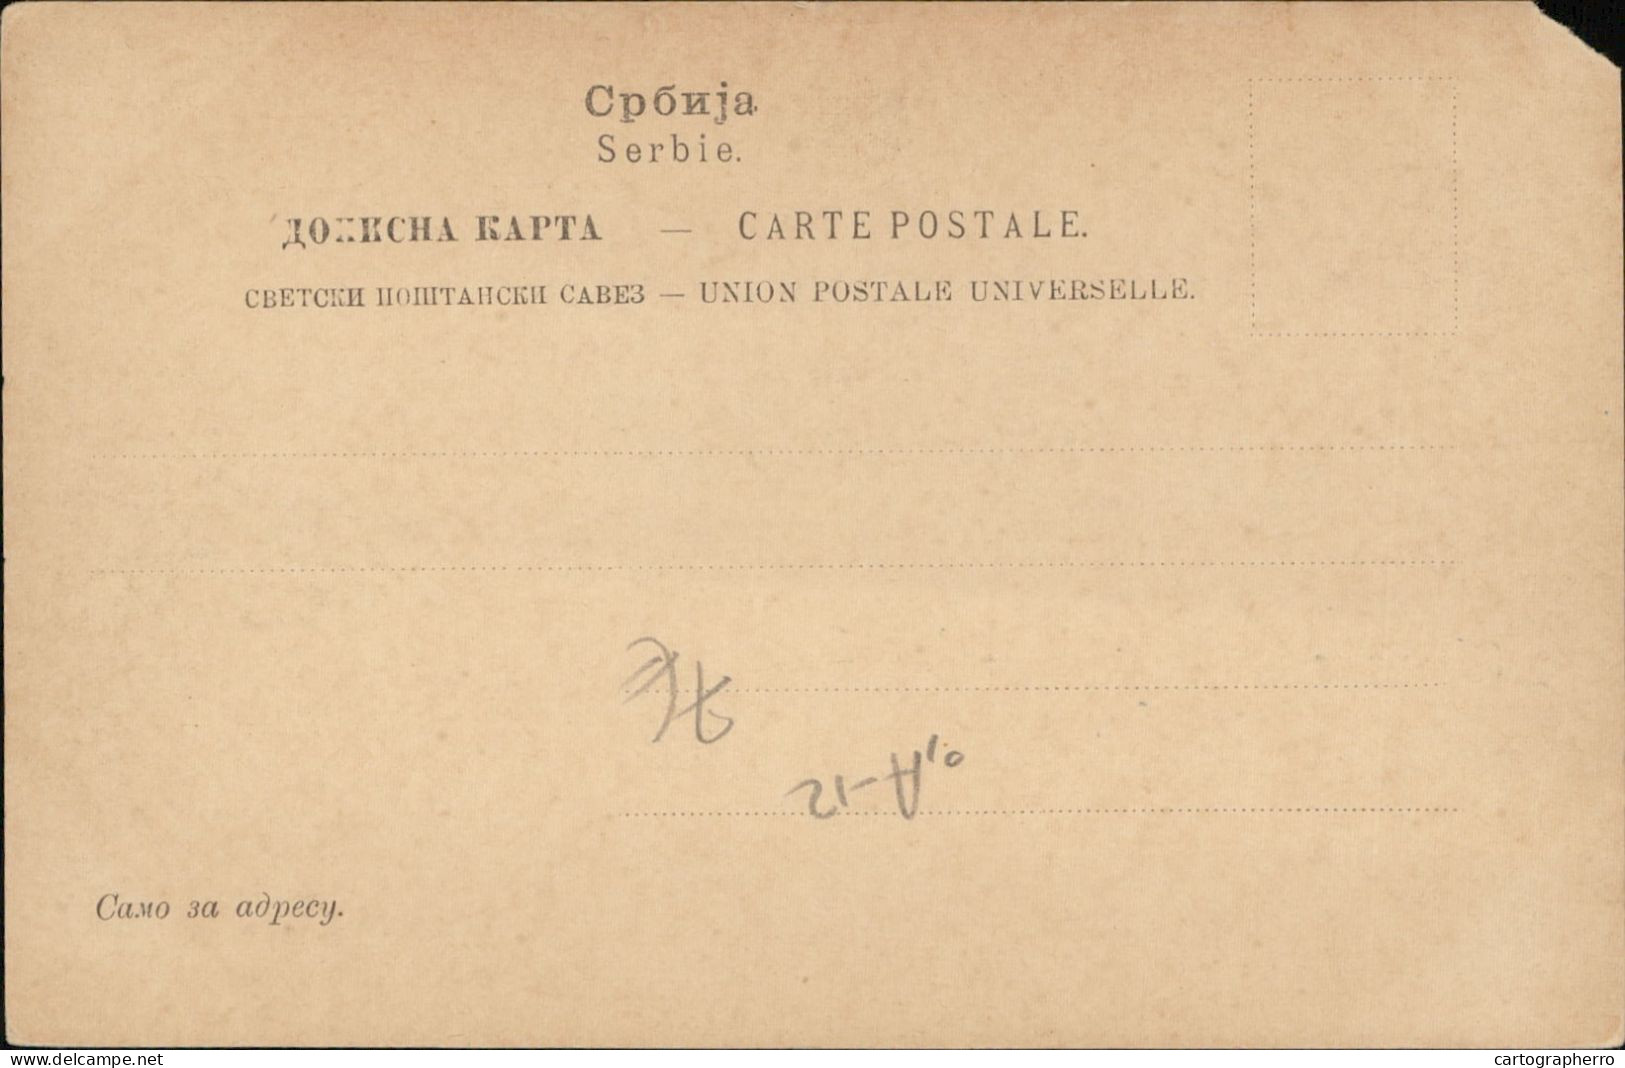 Србија
Serbie.
ДОПИСНА КАРТА — CARTE POSTALE.
СВЕТСКИ ПОШТАНСКИ САВЕЗ — UNION POSTALE UNIVERSELLE.
Само за адресу.
www.delcampe.net
cartographerro